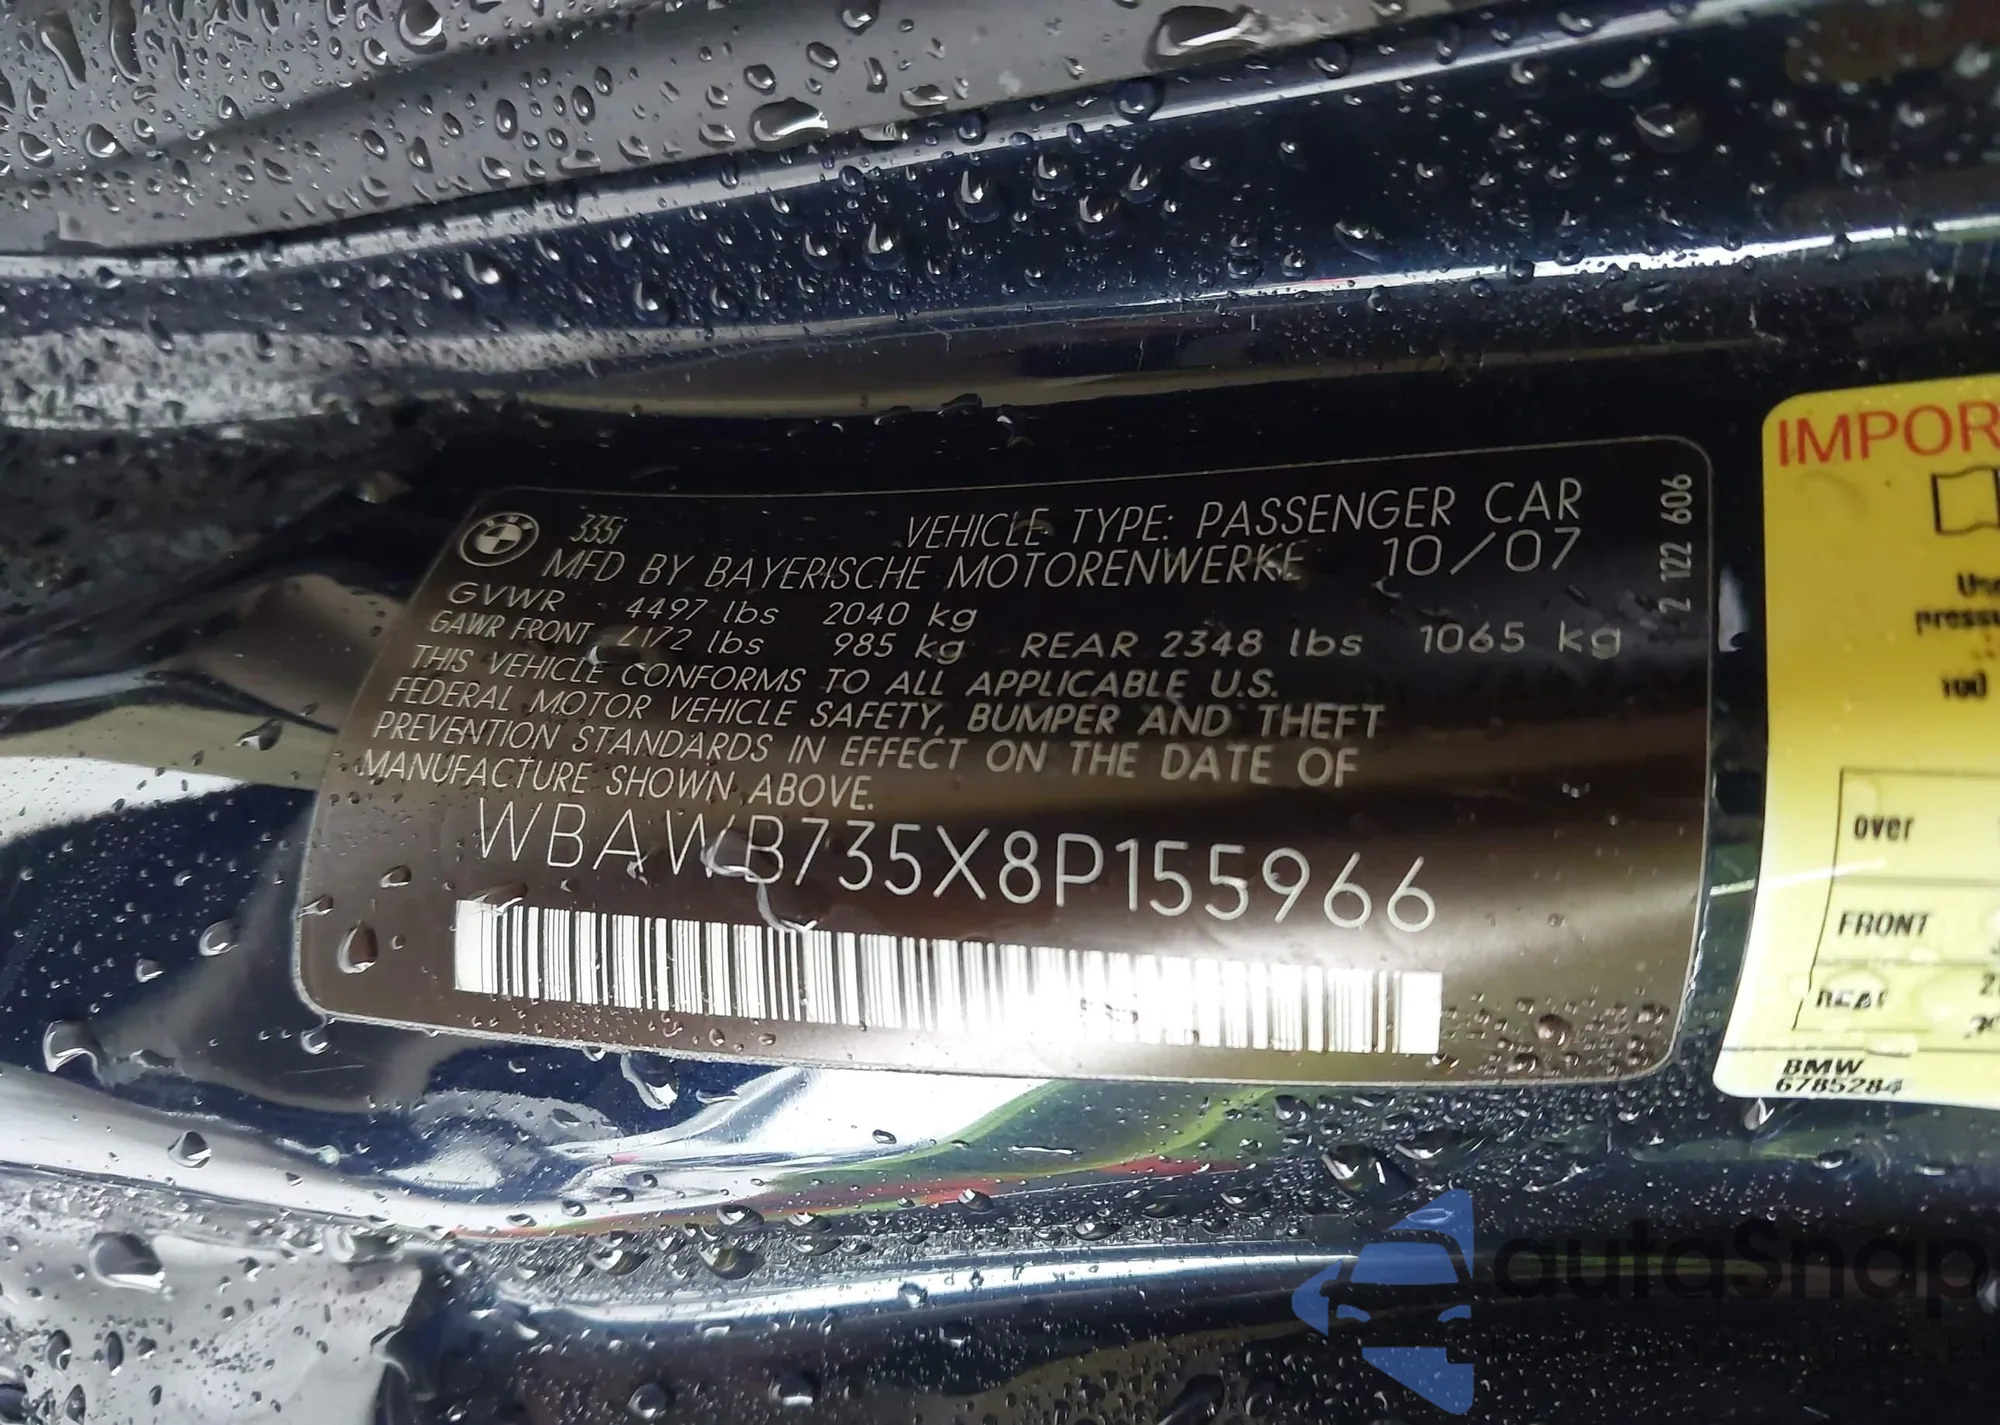 335i VEHICLE TYPE: PASSENGER CAR
MFD BY BAYERISCHE MOTORENWERKE 10/07
GVWR 4497 lbs 2040 kg
GAWR FRONT 2172 lbs 985 kg REAR 2348 lbs 1065 kg
THIS VEHICLE CONFORMS TO ALL APPLICABLE U.S.
FEDERAL MOTOR VEHICLE SAFETY, BUMPER AND THEFT
PREVENTION STANDARDS IN EFFECT ON THE DATE OF
MANUFACTURE SHOWN ABOVE.
WBAWB735X8P155966
2 122 606
IMPOR
over
FRONT
REAR
BMW
6785284
autaSnap